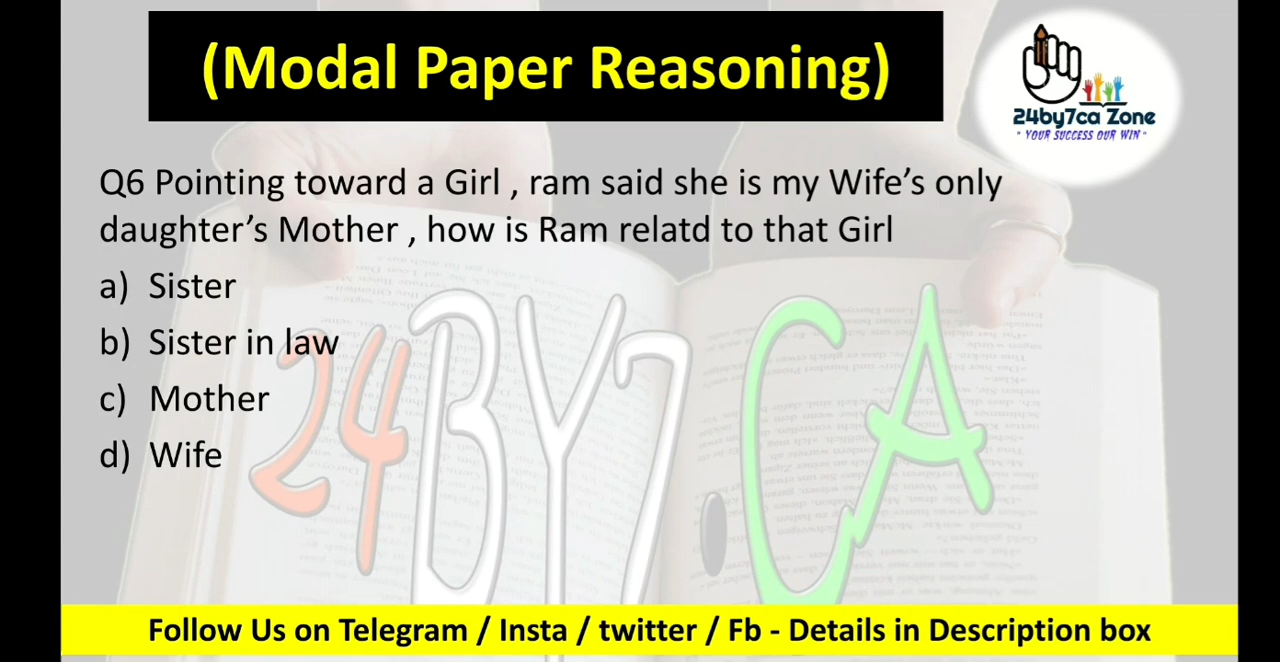 (Modal Paper Reasoning)
24by7ca Zone
" YOUR SUCCESS OUR WIN "
Q6 Pointing toward a Girl , ram said she is my Wife's only
daughter's Mother , how is Ram relatd to that Girl
a) Sister
b) Sister in law
c) Mother
d) Wife
24BY7.CA
Follow Us on Telegram / Insta / twitter / Fb - Details in Description box